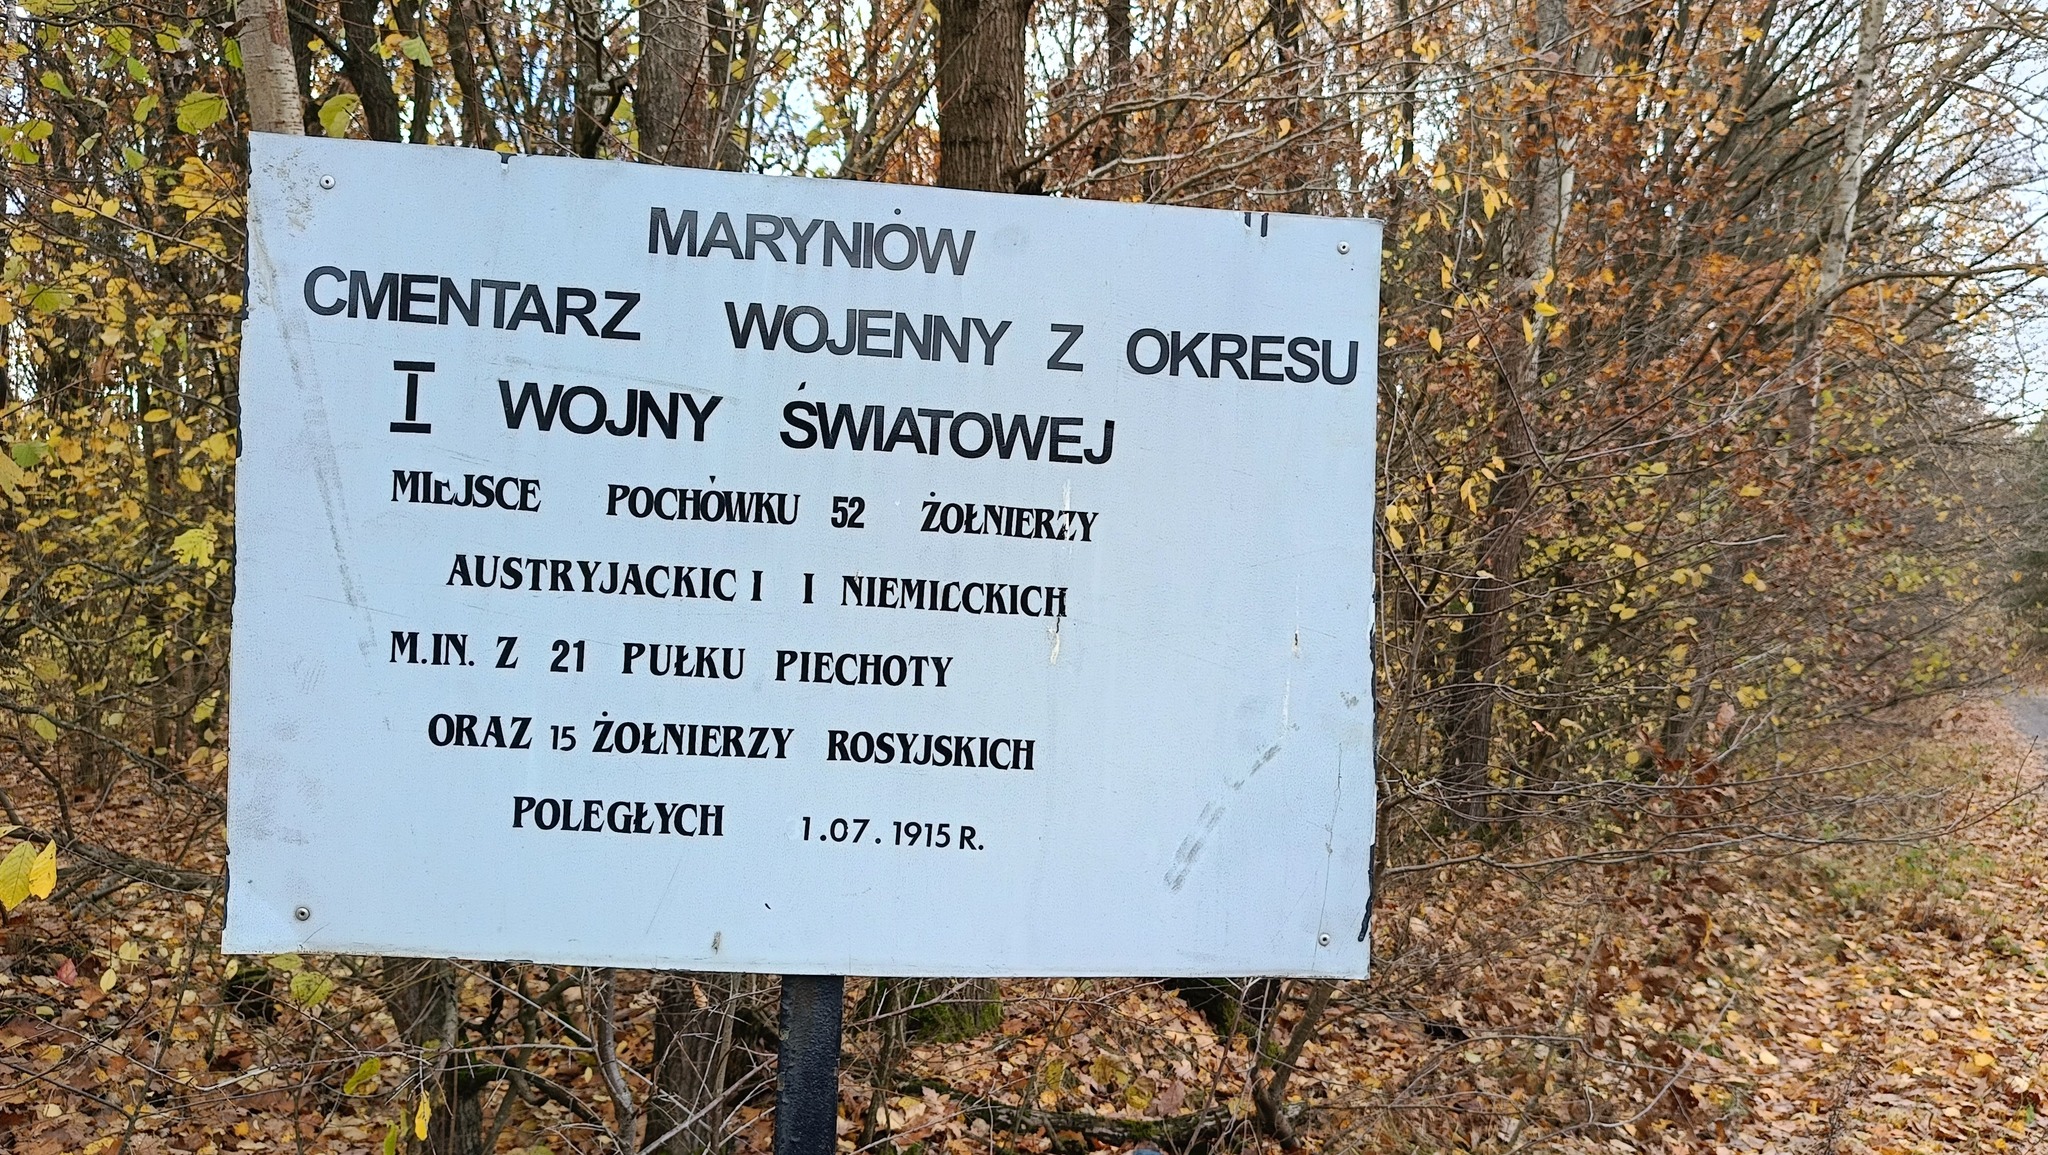 MARYNIÓW
CMENTARZ WOJENNY Z OKRESU
I WOJNY ŚWIATOWEJ
MIEJSCE POCHÓWKU 52 ŻOŁNIERZY
AUSTRYJACKIC I I NIEMIECKICH
M.IN. Z 21 PUŁKU PIECHOTY
ORAZ 15 ŻOŁNIERZY ROSYJSKICH
POLEGŁYCH 1.07.1915 R.